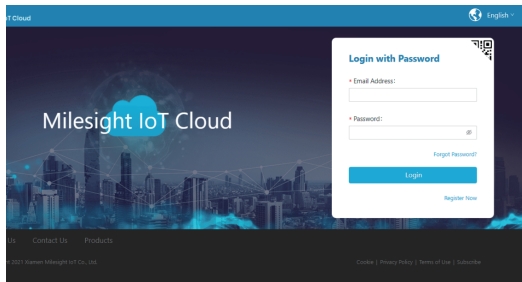 IoT Cloud
English
Login with Password
* Email Address:
Milesight IoT Cloud
* Password:
Forgot Password?
Login
Register Now
Us Contact Us Products
© 2021 Xiamen Milesight IoT Co., Ltd.
Cookie | Privacy Policy | Terms of Use | Subscribe